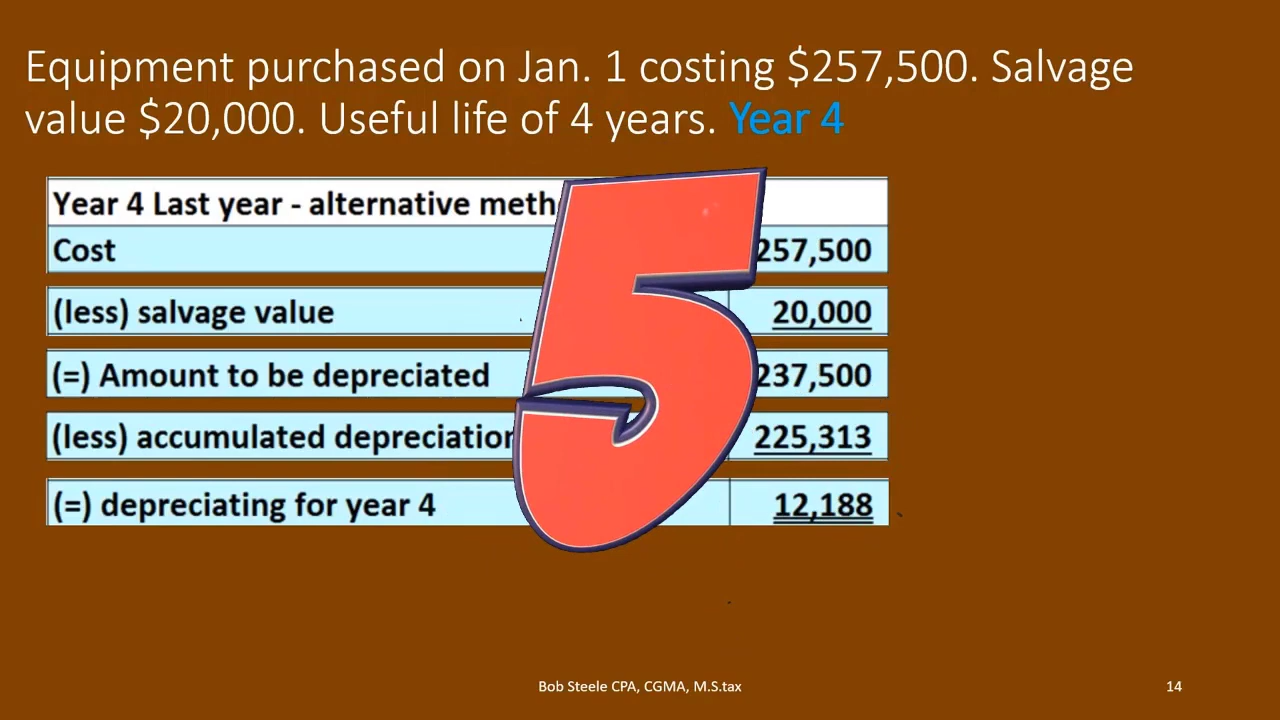 Equipment purchased on Jan. 1 costing $257,500. Salvage
value $20,000. Useful life of 4 years. Year 4
Year 4 Last year - alternative
Cost 257,500
(less) salvage value 20,000
(=) Amount to be depreciated 237,500
(less) accumulated 225,313
(=) depreciating for year 4 12,188
5
Bob Steele CPA, CGMA, M.S.tax 14